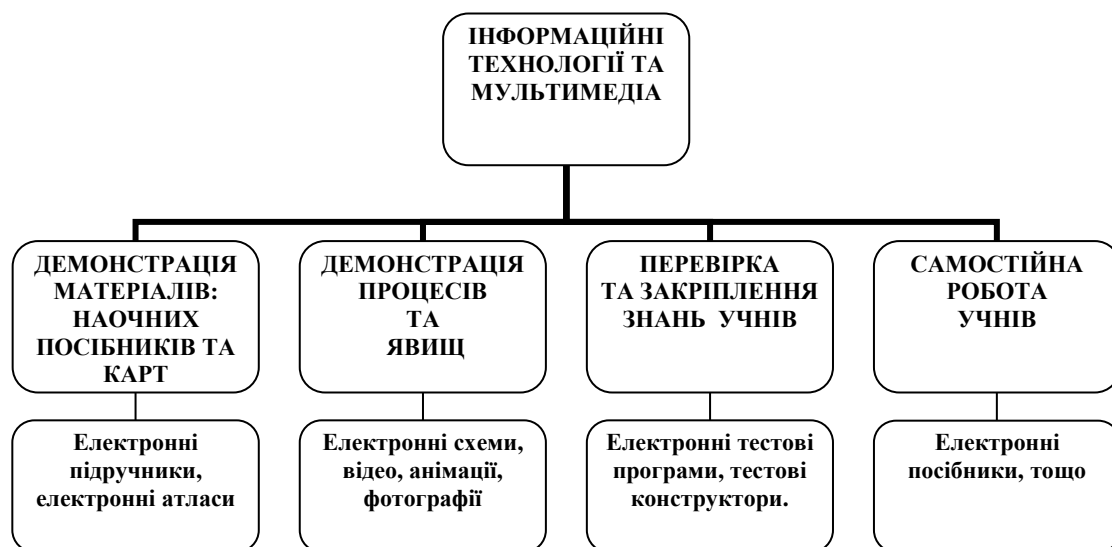 ІНФОРМАЦІЙНІ
ТЕХНОЛОГІЇ ТА
МУЛЬТИМЕДІА
ДЕМОНСТРАЦІЯ
МАТЕРІАЛІВ:
НАОЧНИХ
ПОСІБНИКІВ ТА
КАРТ
ДЕМОНСТРАЦІЯ
ПРОЦЕСІВ
ТА
ЯВИЩ
ПЕРЕВІРКА
ТА ЗАКРІПЛЕННЯ
ЗНАНЬ УЧНІВ
САМОСТІЙНА
РОБОТА
УЧНІВ
Електронні
підручники,
електронні атласи
Електронні схеми,
відео, анімації,
фотографії
Електронні тестові
програми, тестові
конструктори.
Електронні
посібники, тощо